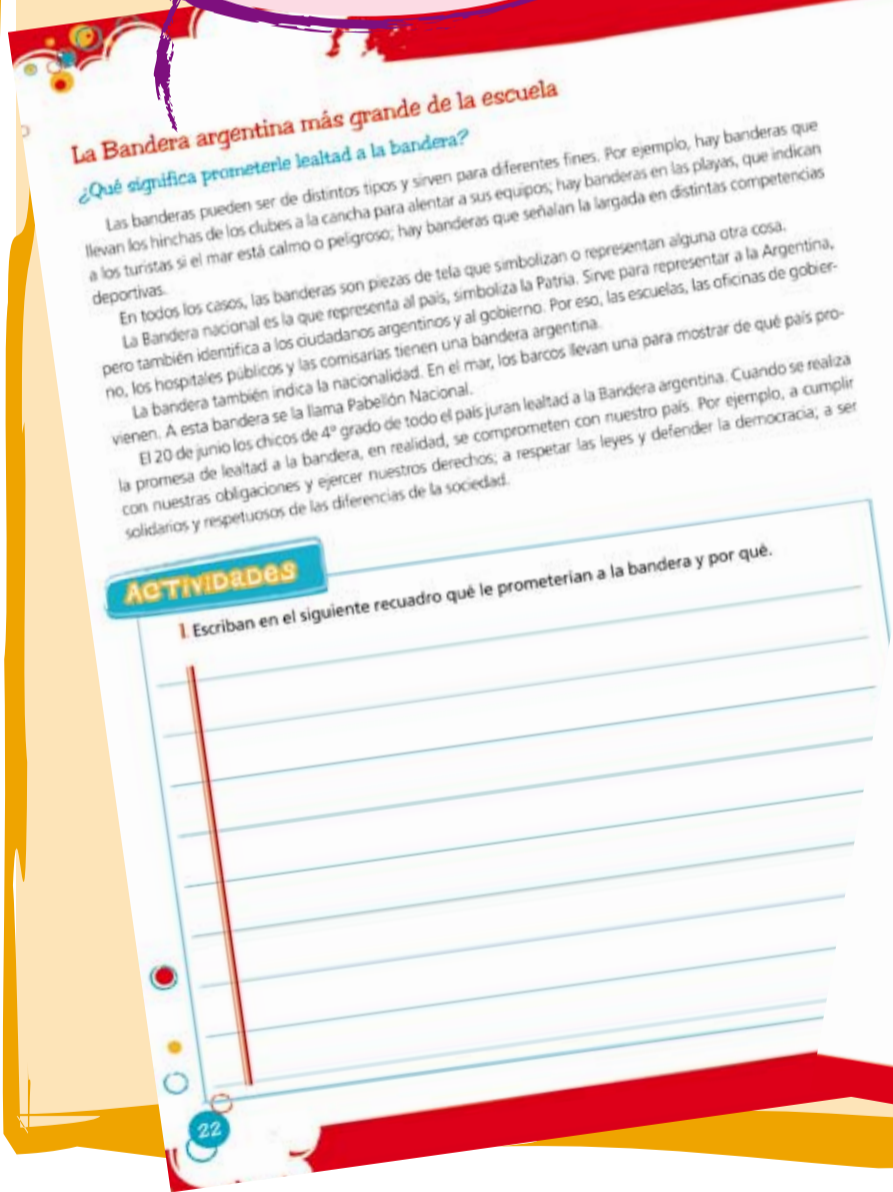 La Bandera argentina más grande de la escuela
¿Qué significa prometerle lealtad a la bandera?
Las banderas pueden ser de distintos tipos y sirven para diferentes fines. Por ejemplo, hay banderas que
llevan los hinchas de los clubes a la cancha para alentar a sus equipos; hay banderas en las playas, que indican
a los turistas si el mar está calmo o peligroso; hay banderas que señalan la largada en distintas competencias
deportivas.
En todos los casos, las banderas son piezas de tela que simbolizan o representan alguna otra cosa.
La Bandera nacional es la que representa al país, simboliza la Patria. Sirve para representar a la Argentina,
pero también identifica a los ciudadanos argentinos y al gobierno. Por eso, las escuelas, las oficinas de gobier-
no, los hospitales públicos y las comisarías tienen una bandera argentina.
La bandera también indica la nacionalidad. En el mar, los barcos llevan una para mostrar de qué país pro-
vienen. A esta bandera se la llama Pabellón Nacional.
El 20 de junio los chicos de 4º grado de todo el país juran lealtad a la Bandera argentina. Cuando se realiza
la promesa de lealtad a la bandera, en realidad, se comprometen con nuestro país. Por ejemplo, a cumplir
con nuestras obligaciones y ejercer nuestros derechos; a respetar las leyes y defender la democracia; a ser
solidarios y respetuosos de las diferencias de la sociedad.
ACTIVIDADES
1 Escriban en el siguiente recuadro qué le prometerían a la bandera y por qué.
22